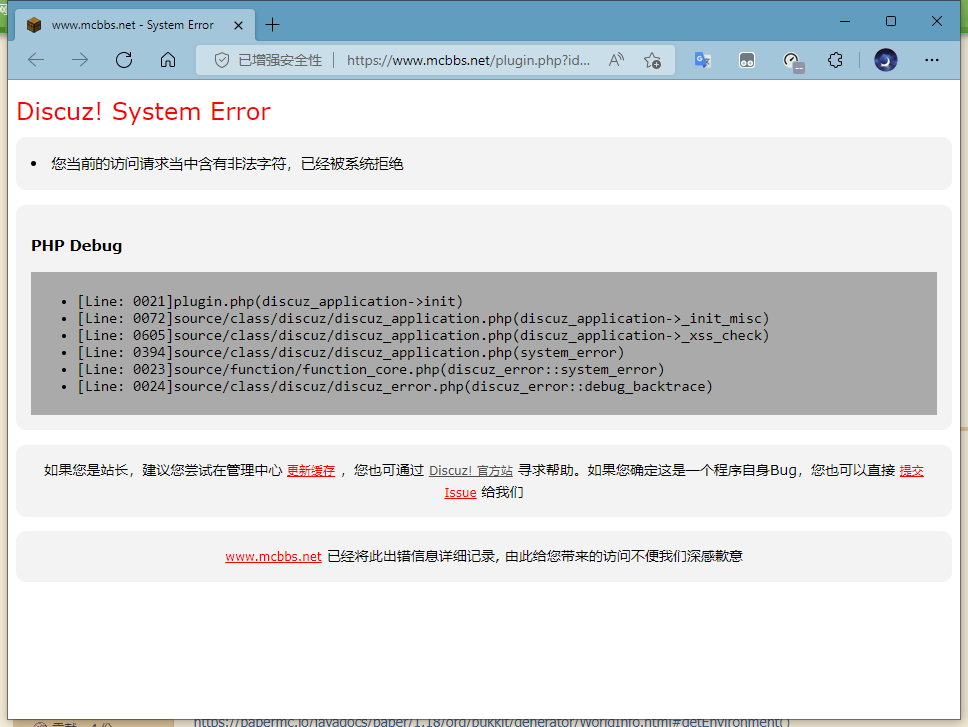 www.mcbbs.net - System Error
已增强安全性
https://www.mcbbs.net/plugin.php?id...
Discuz! System Error
• 您当前的访问请求当中含有非法字符，已经被系统拒绝
PHP Debug
• [Line: 0021]plugin.php(discuz_application->init)
• [Line: 0072]source/class/discuz/discuz_application.php(discuz_application->_init_misc)
• [Line: 0605]source/class/discuz/discuz_application.php(discuz_application->_xss_check)
• [Line: 0394]source/class/discuz/discuz_application.php(system_error)
• [Line: 0023]source/function/function_core.php(discuz_error::system_error)
• [Line: 0024]source/class/discuz/discuz_error.php(discuz_error::debug_backtrace)
如果您是站长，建议您尝试在管理中心 更新缓存 ，您也可通过 Discuz! 官方站 寻求帮助。如果您确定这是一个程序自身Bug，您也可以直接 提交
Issue 给我们
www.mcbbs.net 已经将此出错信息详细记录, 由此给您带来的访问不便我们深感歉意
https://papermc.io/javadocs/paper/1.18/org/bukkit/generator/WorldInfo.html#getEnvironment()